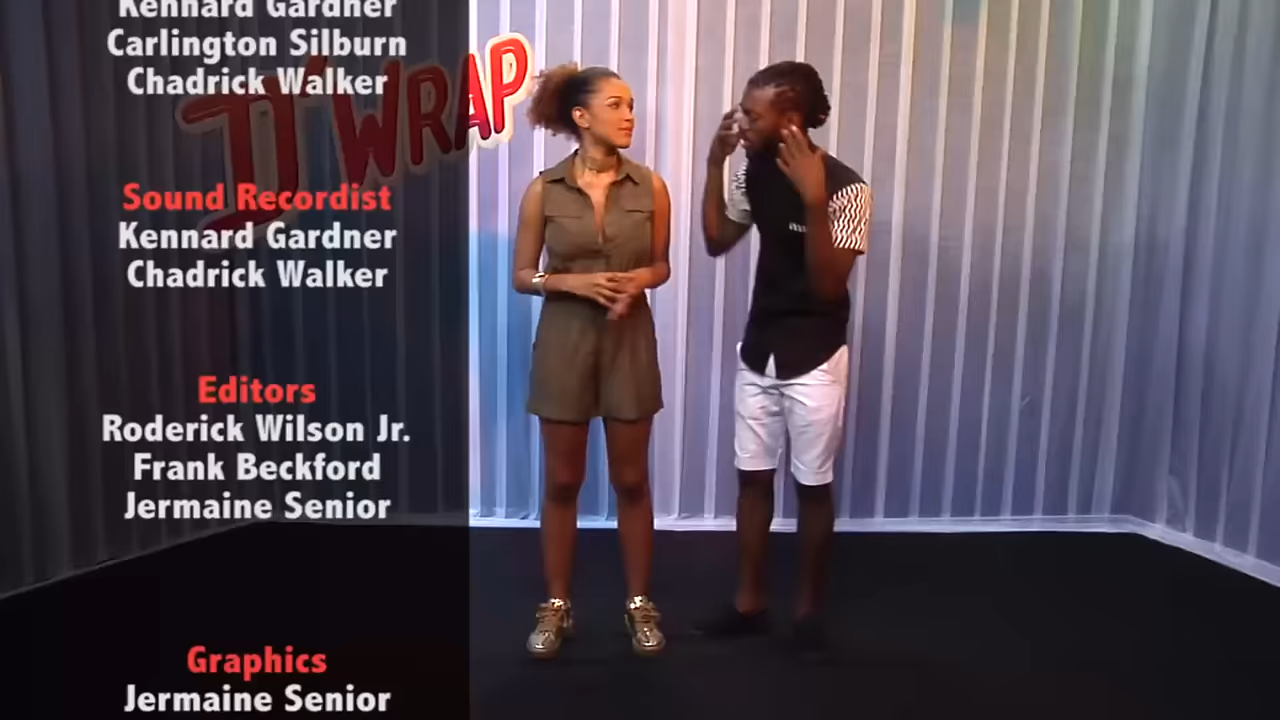 Kennard Gardner
Carlington Silburn
Chadrick Walker
D'WRAP
Sound Recordist
Kennard Gardner
Chadrick Walker
Editors
Roderick Wilson Jr.
Frank Beckford
Jermaine Senior
Graphics
Jermaine Senior